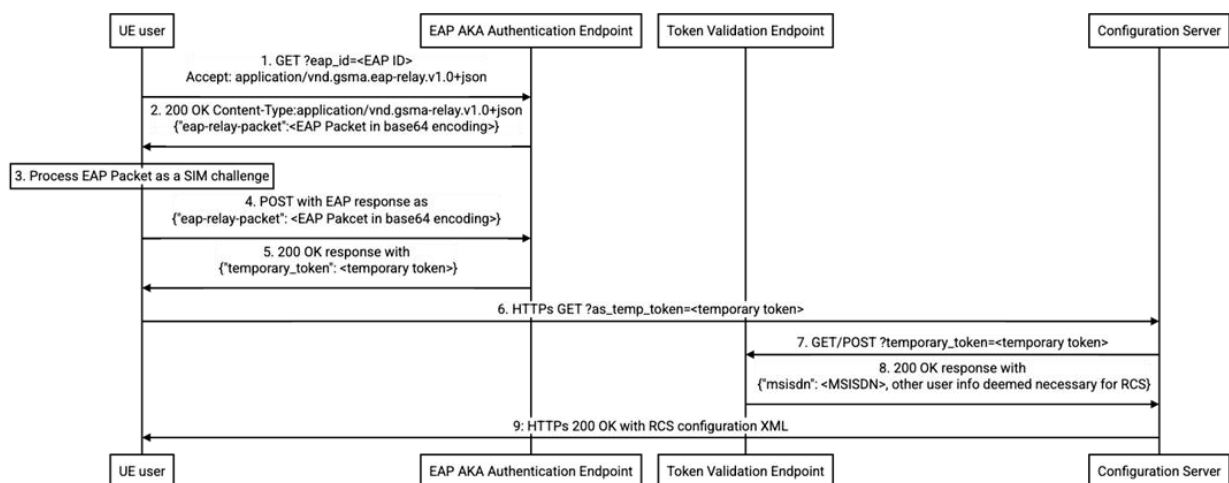 UE user
EAP AKA Authentication Endpoint
Token Validation Endpoint
Configuration Server
1. GET ?eap_id=<EAP ID>
Accept: application/vnd.gsma.eap-relay.v1.0+json
2. 200 OK Content-Type:application/vnd.gsma-relay.v1.0+json
{"eap-relay-packet":<EAP Packet in base64 encoding>}
3. Process EAP Packet as a SIM challenge
4. POST with EAP response as
{"eap-relay-packet": <EAP Pakcet in base64 encoding>}
5. 200 OK response with
{"temporary_token": <temporary token>}
6. HTTPs GET ?as_temp_token=<temporary token>
7. GET/POST ?temporary_token=<temporary token>
8. 200 OK response with
{"msisdn": <MSISDN>, other user info deemed necessary for RCS}
9: HTTPs 200 OK with RCS configuration XML
UE user
EAP AKA Authentication Endpoint
Token Validation Endpoint
Configuration Server